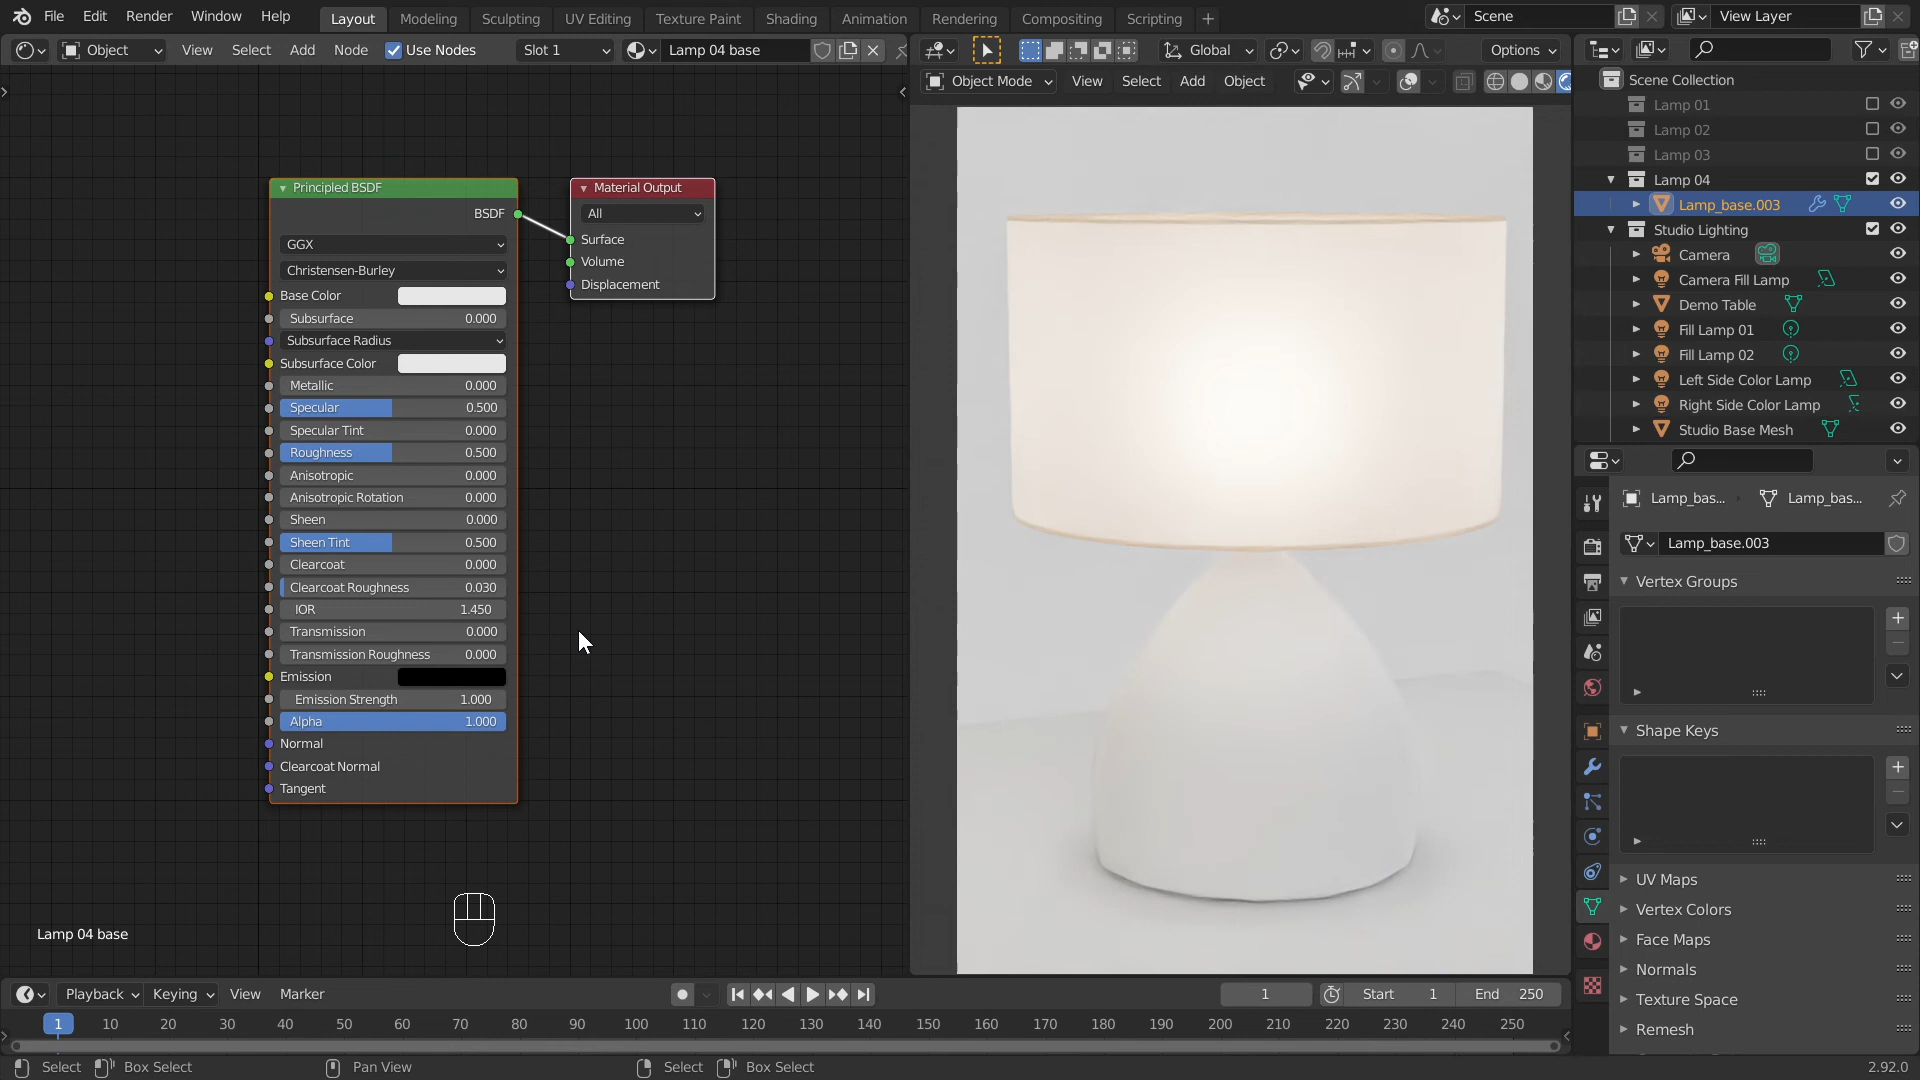 File Edit Render Window Help Layout Modeling Sculpting UV Editing Texture Paint Shading Animation Rendering Compositing Scripting + Scene View Layer
Object View Select Add Node Use Nodes Slot 1 Lamp 04 base Global Options
Object Mode View Select Add Object
Scene Collection
Lamp 01
Lamp 02
Lamp 03
Lamp 04
Lamp_base.003
Studio Lighting
Camera
Camera Fill Lamp
Demo Table
Fill Lamp 01
Fill Lamp 02
Left Side Color Lamp
Right Side Color Lamp
Studio Base Mesh
Principled BSDF
BSDF
GGX
Christensen-Burley
Base Color
Subsurface 0.000
Subsurface Radius
Subsurface Color
Metallic 0.000
Specular 0.500
Specular Tint 0.000
Roughness 0.500
Anisotropic 0.000
Anisotropic Rotation 0.000
Sheen 0.000
Sheen Tint 0.500
Clearcoat 0.000
Clearcoat Roughness 0.030
IOR 1.450
Transmission 0.000
Transmission Roughness 0.000
Emission
Emission Strength 1.000
Alpha 1.000
Normal
Clearcoat Normal
Tangent
Material Output
All
Surface
Volume
Displacement
Lamp_bas... Lamp_bas...
Lamp_base.003
Vertex Groups
Shape Keys
UV Maps
Vertex Colors
Face Maps
Normals
Texture Space
Remesh
Lamp 04 base
Playback Keying View Marker 1 Start 1 End 250
1 10 20 30 40 50 60 70 80 90 100 110 120 130 140 150 160 170 180 190 200 210 220 230 240 250
Select Box Select Pan View Select Box Select 2.92.0